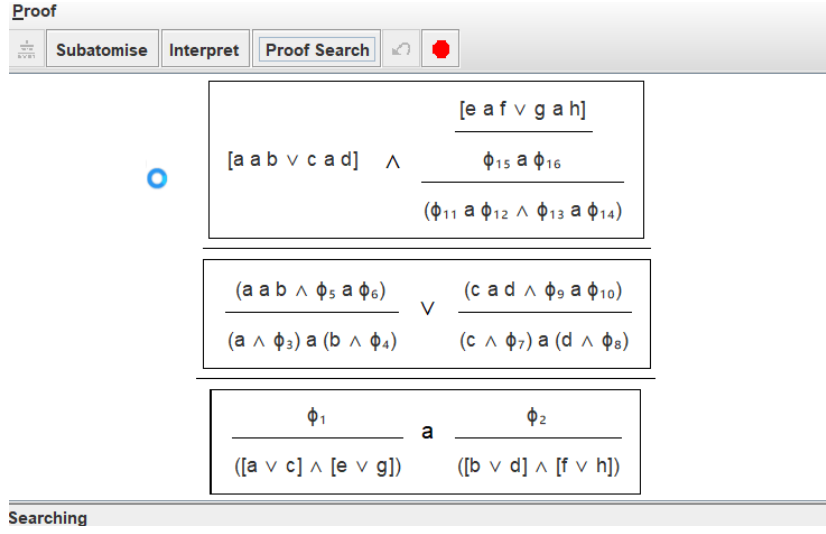 Proof
Subatomise Interpret Proof Search
[e a f ∨ g a h]
[a a b ∨ c a d] ∧ ϕ₁₅ a ϕ₁₆
(ϕ₁₁ a ϕ₁₂ ∧ ϕ₁₃ a ϕ₁₄)
(a a b ∧ ϕ₅ a ϕ₆) ∨ (c a d ∧ ϕ₉ a ϕ₁₀)
(a ∧ ϕ₃) a (b ∧ ϕ₄) (c ∧ ϕ₇) a (d ∧ ϕ₈)
ϕ₁ a ϕ₂
([a ∨ c] ∧ [e ∨ g]) ([b ∨ d] ∧ [f ∨ h])
Searching